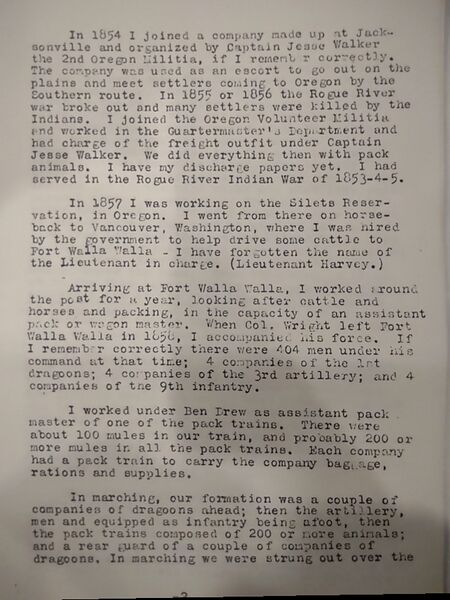 In 1854 I joined a company made up at Jack-
sonville and organized by Captain Jesse Walker
the 2nd Oregon Militia, if I rememb r correctly.
The company was used as an escort to go out on the
plains and meet settlers coming to Oregon by the
Southern route. In 1855 or 1856 the Rogue River
war broke out and many settlers were killed by the
Indians. I joined the Oregon Volunteer Militia
and worked in the Quartermaster's Department and
had charge of the freight outfit under Captain
Jesse Walker. We did everything then with pack
animals. I have my discharge papers yet. I had
served in the Rogue River Indian War of 1853-4-5.
In 1857 I was working on the Silets Reser-
vation, in Oregon. I went from there on horse-
back to Vancouver, Washington, where I was hired
by the government to help drive some cattle to
Fort Walla Walla - I have forgotten the name of
the Lieutenant in charge. (Lieutenant Harvey.)
Arriving at Fort Walla Walla, I worked around
the post for a year, looking after cattle and
horses and packing, in the capacity of an assistant
pack or wagon master. When Col. Wright left Fort
Walla Walla in 1858, I accompanied his force. If
I remember correctly there were 404 men under his
command at that time; 4 companies of the 1st
dragoons; 4 companies of the 3rd artillery; and 4
companies of the 9th infantry.
I worked under Ben Drew as assistant pack
master of one of the pack trains. There were
about 100 mules in our train, and probably 200 or
more mules in all the pack trains. Each company
had a pack train to carry the company baggage,
rations and supplies.
In marching, our formation was a couple of
companies of dragoons ahead; then the artillery,
men and equipped as infantry being afoot, then
the pack trains composed of 200 or more animals;
and a rear guard of a couple of companies of
dragoons. In marching we were strung out over the